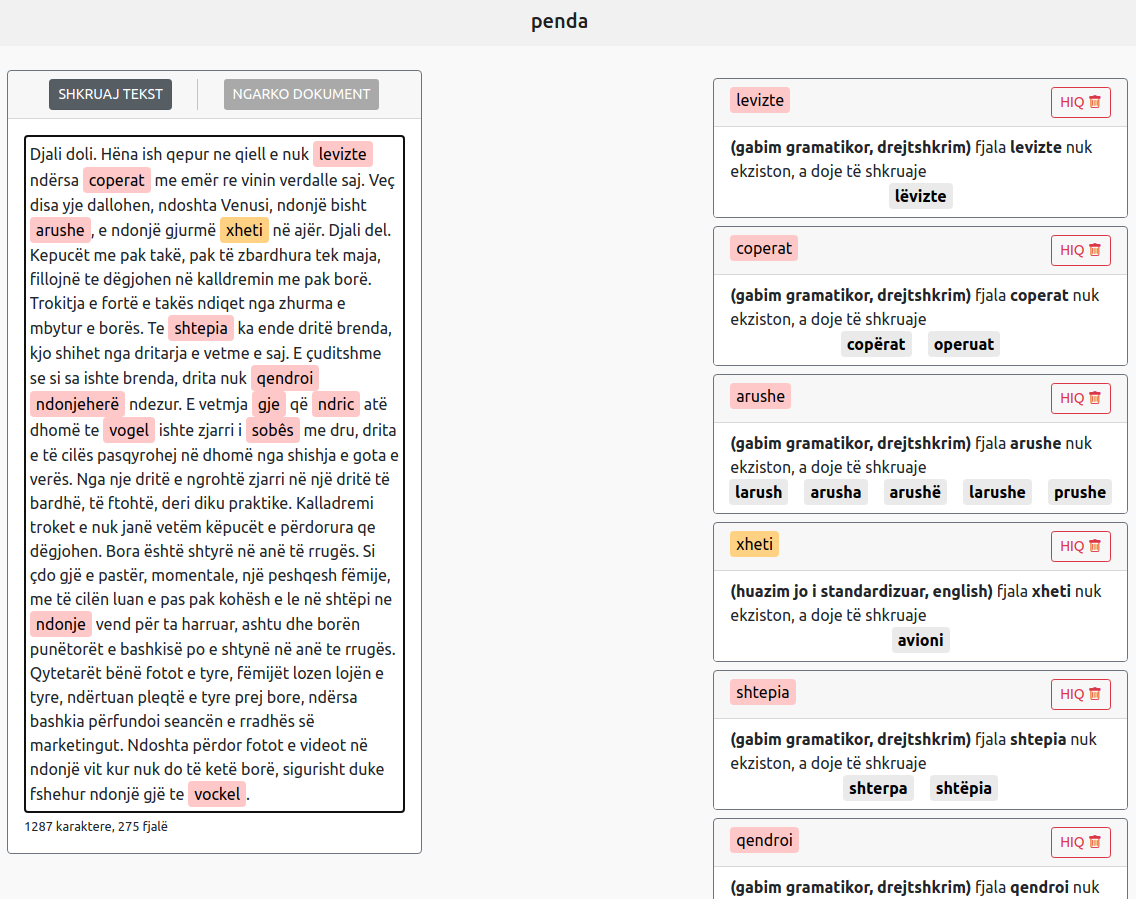 penda
SHKRUAJ TEKST
NGARKO DOKUMENT
Djali doli. Hëna ish qepur ne qiell e nuk levizte
ndërsa coperat me emër re vinin verdalle saj. Veç
disa yje dallohen, ndoshta Venusi, ndonjë bisht
arushe , e ndonjë gjurmë xheti në ajër. Djali del.
Kepucët me pak takë, pak të zbardhura tek maja,
fillojnë te dëgjohen në kalldremin me pak borë.
Trokitja e fortë e takës ndiqet nga zhurma e
mbytur e borës. Te shtepia ka ende dritë brenda,
kjo shihet nga dritarja e vetme e saj. E çuditshme
se si sa ishte brenda, drita nuk qendroi
ndonjeherë ndezur. E vetmja gje që ndric atë
dhomë te vogel ishte zjarri i sobês me dru, drita
e të cilës pasqyrohej në dhomë nga shishja e gota e
verës. Nga nje dritë e ngrohtë zjarri në një dritë të
bardhë, të ftohtë, deri diku praktike. Kalladremi
troket e nuk janë vetëm këpucët e përdorura qe
dëgjohen. Bora është shtyrë në anë të rrugës. Si
çdo gjë e pastër, momentale, një peshqesh fëmije,
me të cilën luan e pas pak kohësh e le në shtëpi ne
ndonje vend për ta harruar, ashtu dhe borën
punëtorët e bashkisë po e shtynë në anë te rrugës.
Qytetarët bënë fotot e tyre, fëmijët lozen lojën e
tyre, ndërtuan pleqtë e tyre prej bore, ndërsa
bashkia përfundoi seancën e rradhës së
marketingut. Ndoshta përdor fotot e videot në
ndonjë vit kur nuk do të ketë borë, sigurisht duke
fshehur ndonjë gjë te vockel .
1287 karaktere, 275 fjalë
levizte
HIQ
(gabim gramatikor, drejtshkrim) fjala levizte nuk
ekziston, a doje të shkruaje
lëvizte
coperat
HIQ
(gabim gramatikor, drejtshkrim) fjala coperat nuk
ekziston, a doje të shkruaje
copërat operuat
arushe
HIQ
(gabim gramatikor, drejtshkrim) fjala arushe nuk
ekziston, a doje të shkruaje
larush arusha arushë larushe prushe
xheti
HIQ
(huazim jo i standardizuar, english) fjala xheti nuk
ekziston, a doje të shkruaje
avioni
shtepia
HIQ
(gabim gramatikor, drejtshkrim) fjala shtepia nuk
ekziston, a doje të shkruaje
shterpa shtëpia
qendroi
HIQ
(gabim gramatikor, drejtshkrim) fjala qendroi nuk